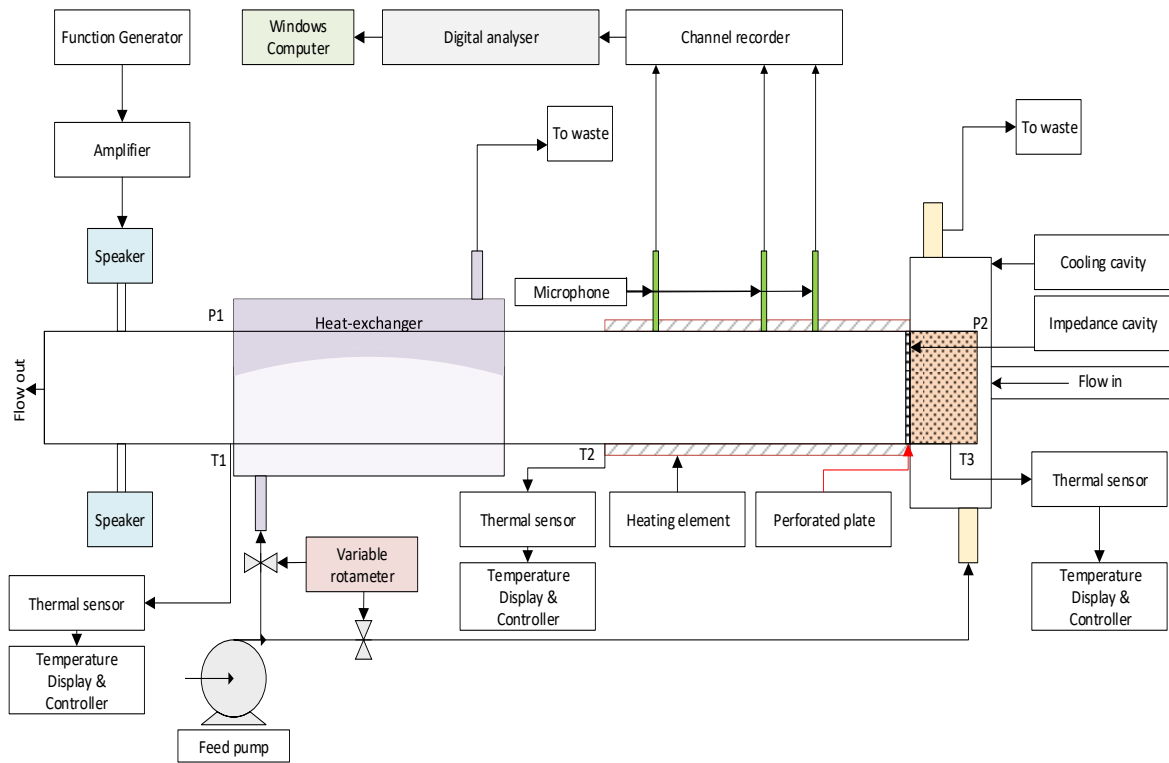 Function Generator
Windows
Computer
Digital analyser
Channel recorder
To waste
To waste
Amplifier
Speaker
Cooling cavity
Microphone
P1
Heat-exchanger
P2
Impedance cavity
Flow out
Flow in
T1
T2
T3
Speaker
Thermal sensor
Heating element
Perforated plate
Thermal sensor
Variable
rotameter
Temperature
Display &
Controller
Temperature
Display &
Controller
Thermal sensor
Temperature
Display &
Controller
Feed pump